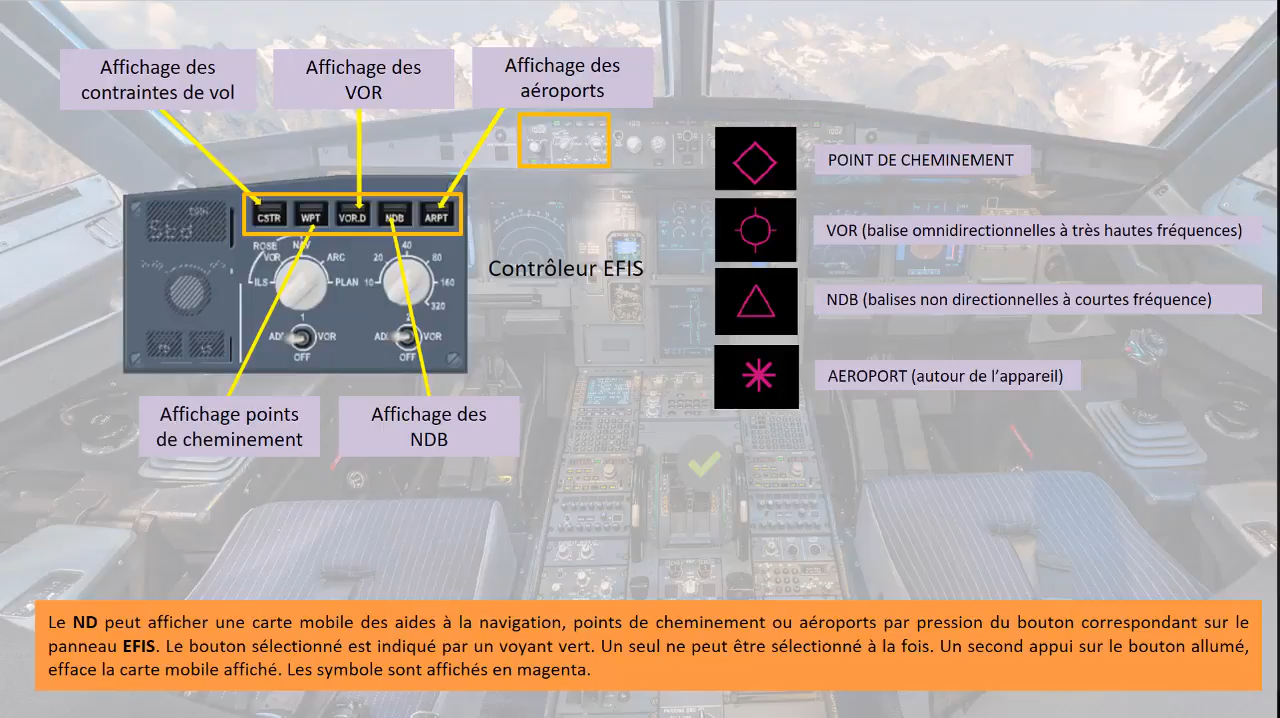 Affichage des
contraintes de vol
Affichage des
VOR
Affichage des
aéroports
CSTR
WPT
VOR.D
NDB
ARPT
ROSE
VOR
NAV
ARC
ILS
PLAN
10
20
40
80
160
320
1
VOR
OFF
2
VOR
OFF
Contrôleur EFIS
POINT DE CHEMINEMENT
VOR (balise omnidirectionnelles à très hautes fréquences)
NDB (balises non directionnelles à courtes fréquence)
AEROPORT (autour de l’appareil)
Affichage points
de cheminement
Affichage des
NDB
Le ND peut afficher une carte mobile des aides à la navigation, points de cheminement ou aéroports par pression du bouton correspondant sur le
panneau EFIS. Le bouton sélectionné est indiqué par un voyant vert. Un seul ne peut être sélectionné à la fois. Un second appui sur le bouton allumé,
efface la carte mobile affiché. Les symbole sont affichés en magenta.